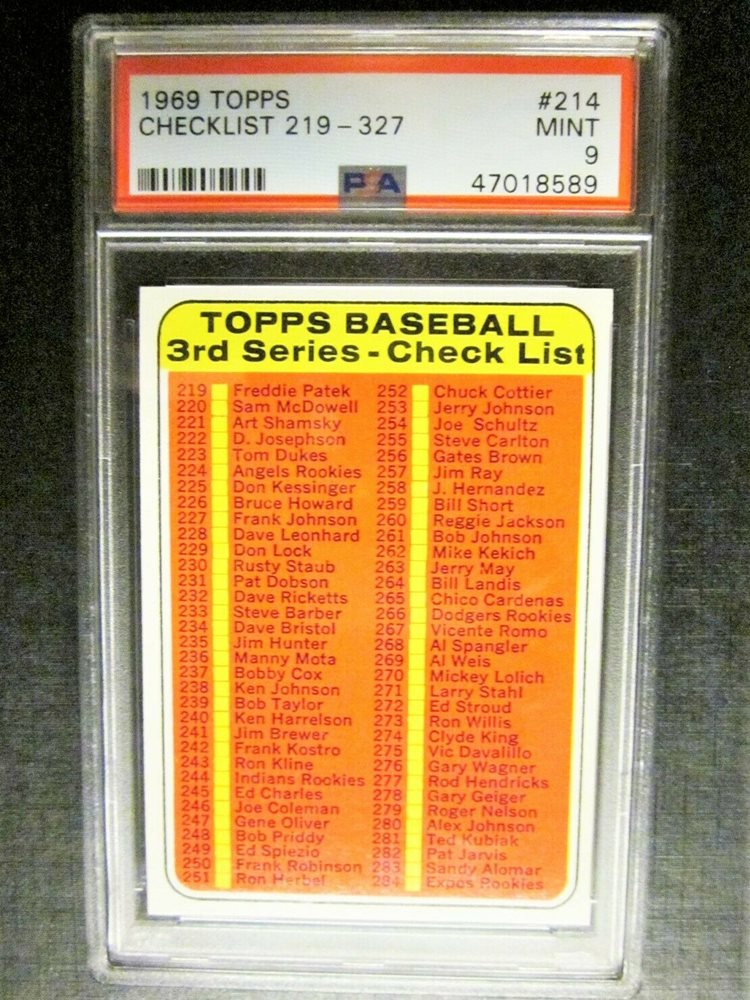 1969 TOPPS #214
CHECKLIST 219-327 MINT
9
PSA 47018589
TOPPS BASEBALL
3rd Series - Check List
219 Freddie Patek
220 Sam McDowell
221 Art Shamsky
222 D. Josephson
223 Tom Dukes
224 Angels Rookies
225 Don Kessinger
226 Bruce Howard
227 Frank Johnson
228 Dave Leonhard
229 Don Lock
230 Rusty Staub
231 Pat Dobson
232 Dave Ricketts
233 Steve Barber
234 Dave Bristol
235 Jim Hunter
236 Manny Mota
237 Bobby Cox
238 Ken Johnson
239 Bob Taylor
240 Ken Harrelson
241 Jim Brewer
242 Frank Kostro
243 Ron Kline
244 Indians Rookies
245 Ed Charles
246 Joe Coleman
247 Gene Oliver
248 Bob Priddy
249 Ed Spiezio
250 Frank Robinson
251 Ron Herbel
252 Chuck Cottier
253 Jerry Johnson
254 Joe Schultz
255 Steve Carlton
256 Gates Brown
257 Jim Ray
258 J. Hernandez
259 Bill Short
260 Reggie Jackson
261 Bob Johnson
262 Mike Kekich
263 Jerry May
264 Bill Landis
265 Chico Cardenas
266 Dodgers Rookies
267 Vicente Romo
268 Al Spangler
269 Al Weis
270 Mickey Lolich
271 Larry Stahl
272 Ed Stroud
273 Ron Willis
274 Clyde King
275 Vic Davalillo
276 Gary Wagner
277 Rod Hendricks
278 Gary Geiger
279 Roger Nelson
280 Alex Johnson
281 Ted Kubiak
282 Pat Jarvis
283 Sandy Alomar
284 Expos Rookies